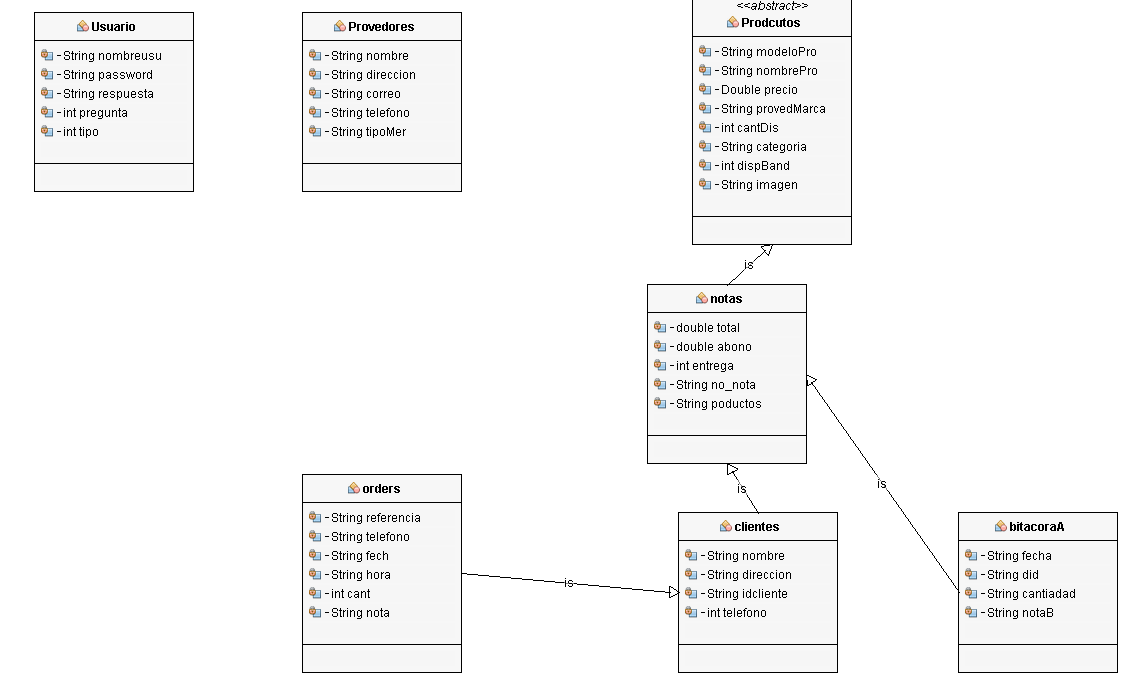 Usuario
-String nombreusu
-String password
-String respuesta
-int pregunta
-int tipo
Provedores
-String nombre
-String direccion
-String correo
-String telefono
-String tipoMer
<<abstract>>
Prodcutos
-String modeloPro
-String nombrePro
-Double precio
-String provedMarca
-int cantDis
-String categoria
-int dispBand
-String imagen
is
notas
-double total
-double abono
-int entrega
-String no_nota
-String poductos
is
is
orders
-String referencia
-String telefono
-String fech
-String hora
-int cant
-String nota
is
clientes
-String nombre
-String direccion
-String idcliente
-int telefono
bitacoraA
-String fecha
-String did
-String cantiadad
-String notaB